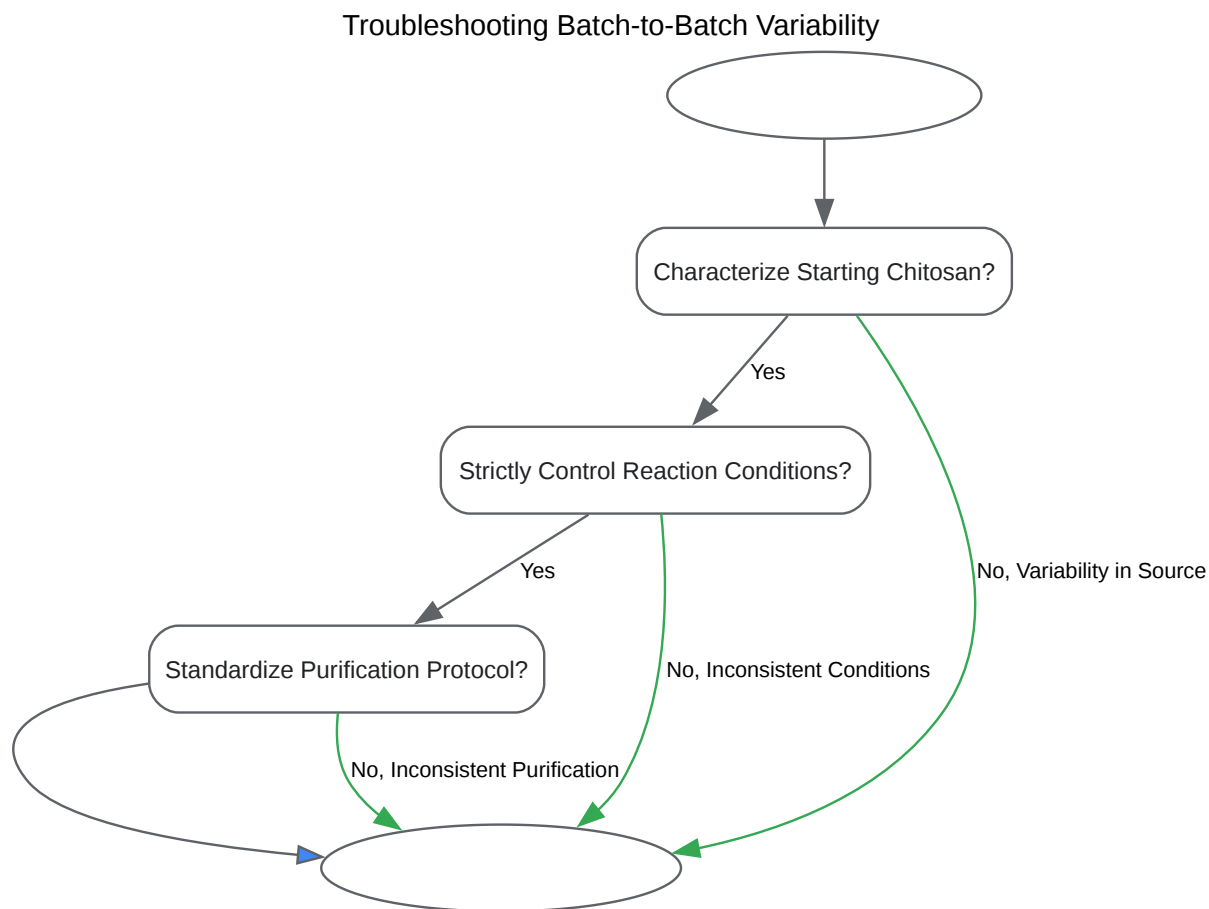 Troubleshooting Batch-to-Batch Variability
Characterize Starting Chitosan?
Yes
Strictly Control Reaction Conditions?
Yes
No, Variability in Source
Standardize Purification Protocol?
No, Inconsistent Conditions
No, Inconsistent Purification